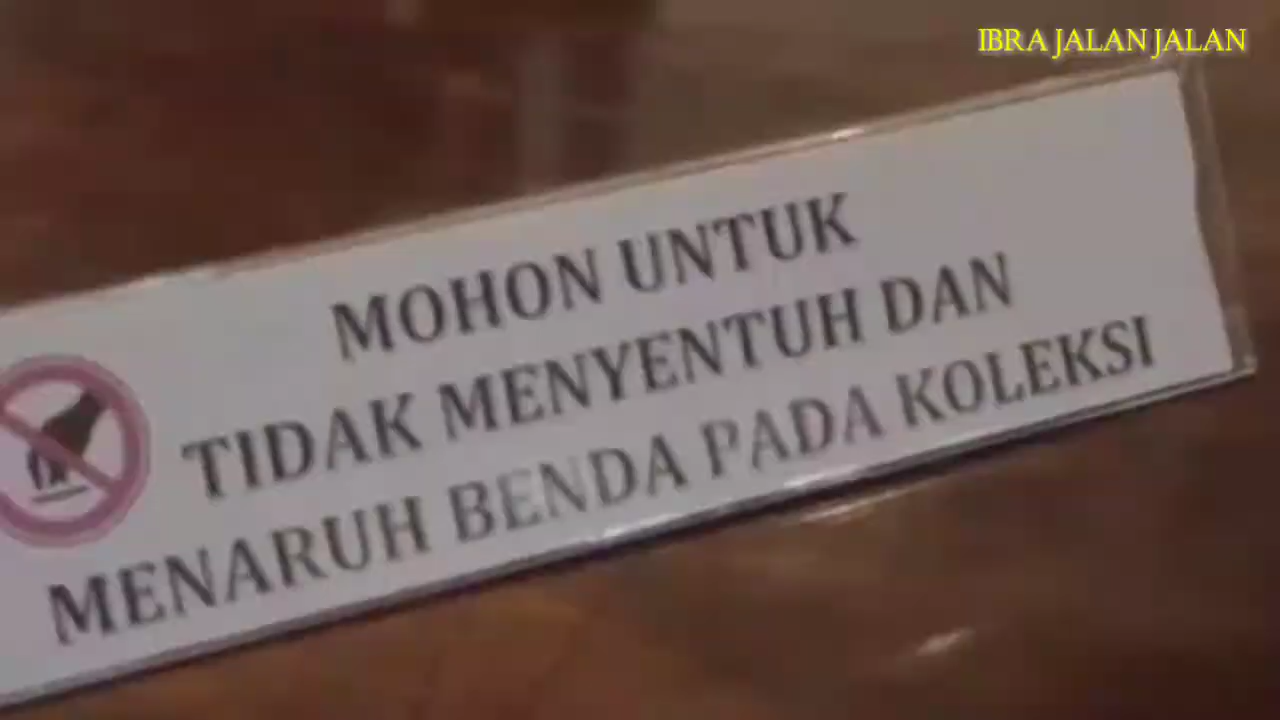 IBRA JALAN JALAN
MOHON UNTUK
TIDAK MENYENTUH DAN
MENARUH BENDA PADA KOLEKSI